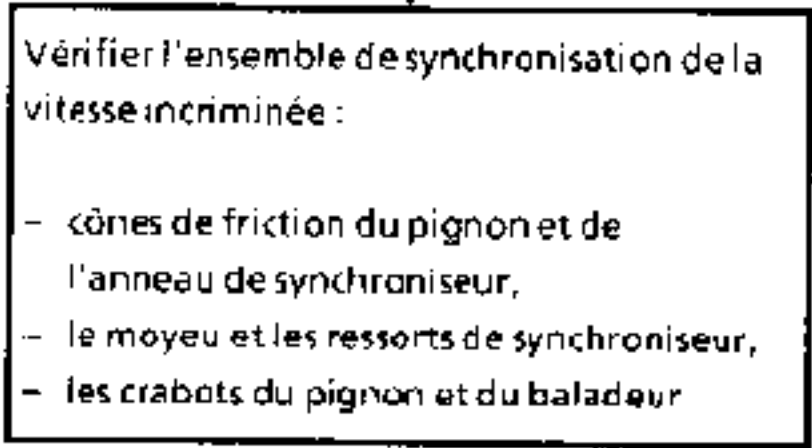 Vérifier l'ensemble de synchronisation de la
vitesse incriminée :
– cônes de friction du pignon et de
l'anneau de synchroniseur,
– le moyeu et les ressorts de synchroniseur,
– les crabots du pignon et du baladeur